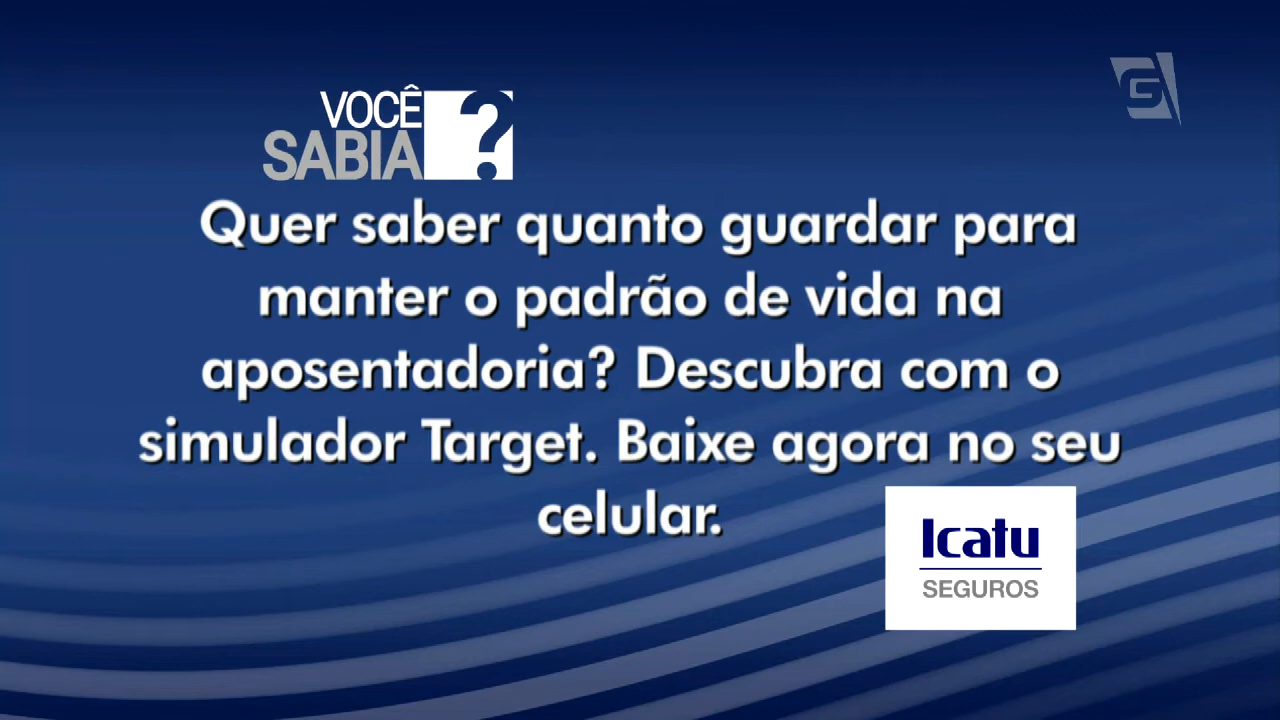 VOCÊ
SABIA?
Quer saber quanto guardar para
manter o padrão de vida na
aposentadoria? Descubra com o
simulador Target. Baixe agora no seu
celular.
Icatu
SEGUROS